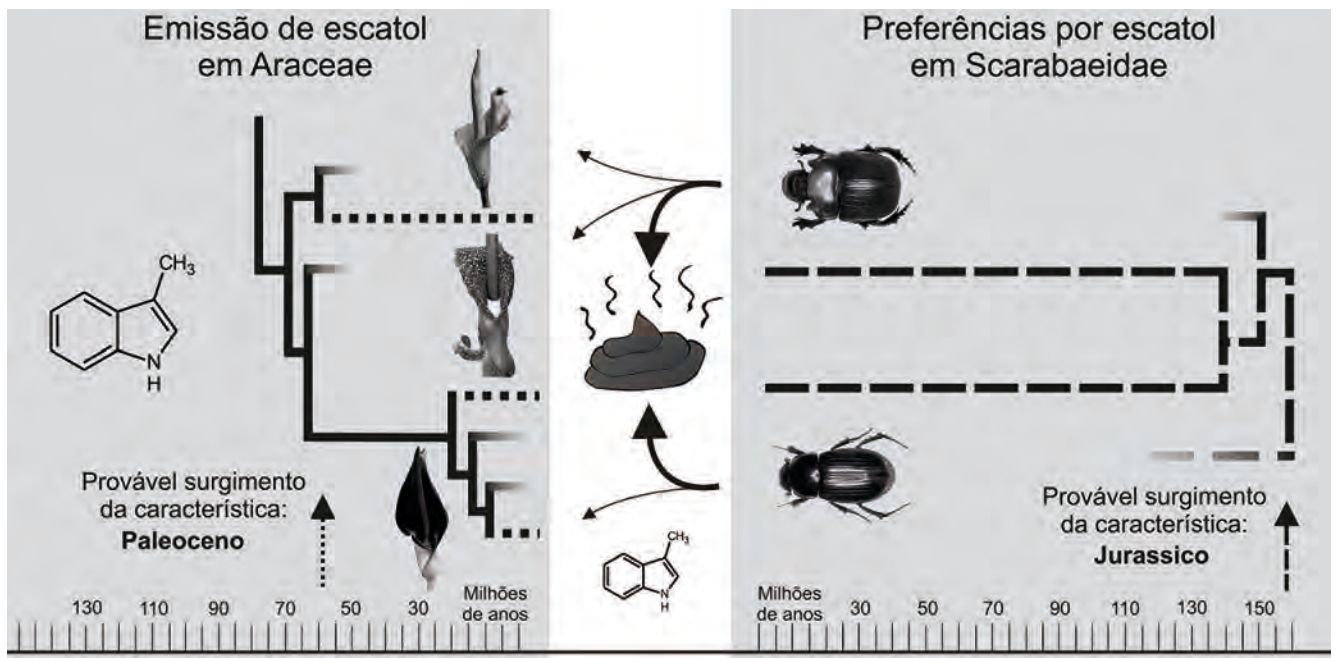 Emissão de escatol
em Araceae
CH₃
N
H
Provável surgimento
da característica:
Paleoceno
130 110 90 70 50 30 Milhões
de anos
CH₃
N
H
Preferências por escatol
em Scarabaeidae
Provável surgimento
da característica:
Jurassico
Milhões
de anos 30 50 70 90 110 130 150